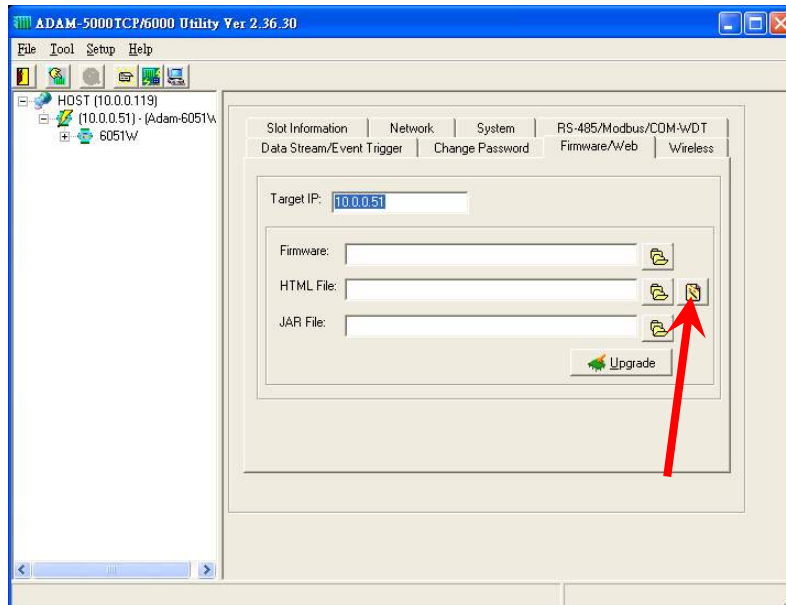 ADAM-5000TCP/6000 Utility Ver 2.36.30
File Tool Setup Help
HOST (10.0.0.119)
(10.0.0.51) - (Adam-6051W
6051W
Slot Information Network System RS-485/Modbus/COM-WDT
Data Stream/Event Trigger Change Password Firmware/Web Wireless
Target IP: 10.0.0.51
Firmware:
HTML File:
JAR File:
Upgrade